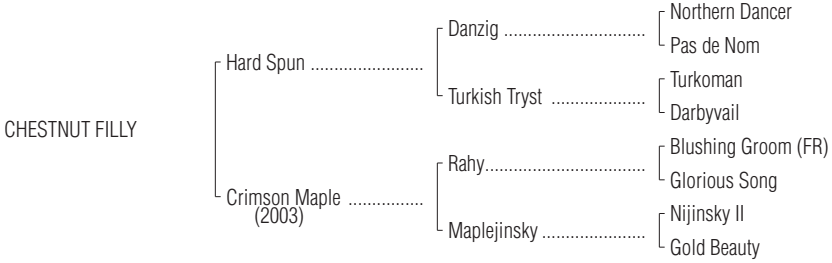 Northern Dancer
Danzig ..............................
Pas de Nom
Hard Spun ........................
Turkoman
Turkish Tryst ....................
Darbyvail
CHESTNUT FILLY
Blushing Groom (FR)
Rahy..................................
Glorious Song
Crimson Maple ................
(2003)
Nijinsky II
Maplejinsky ......................
Gold Beauty